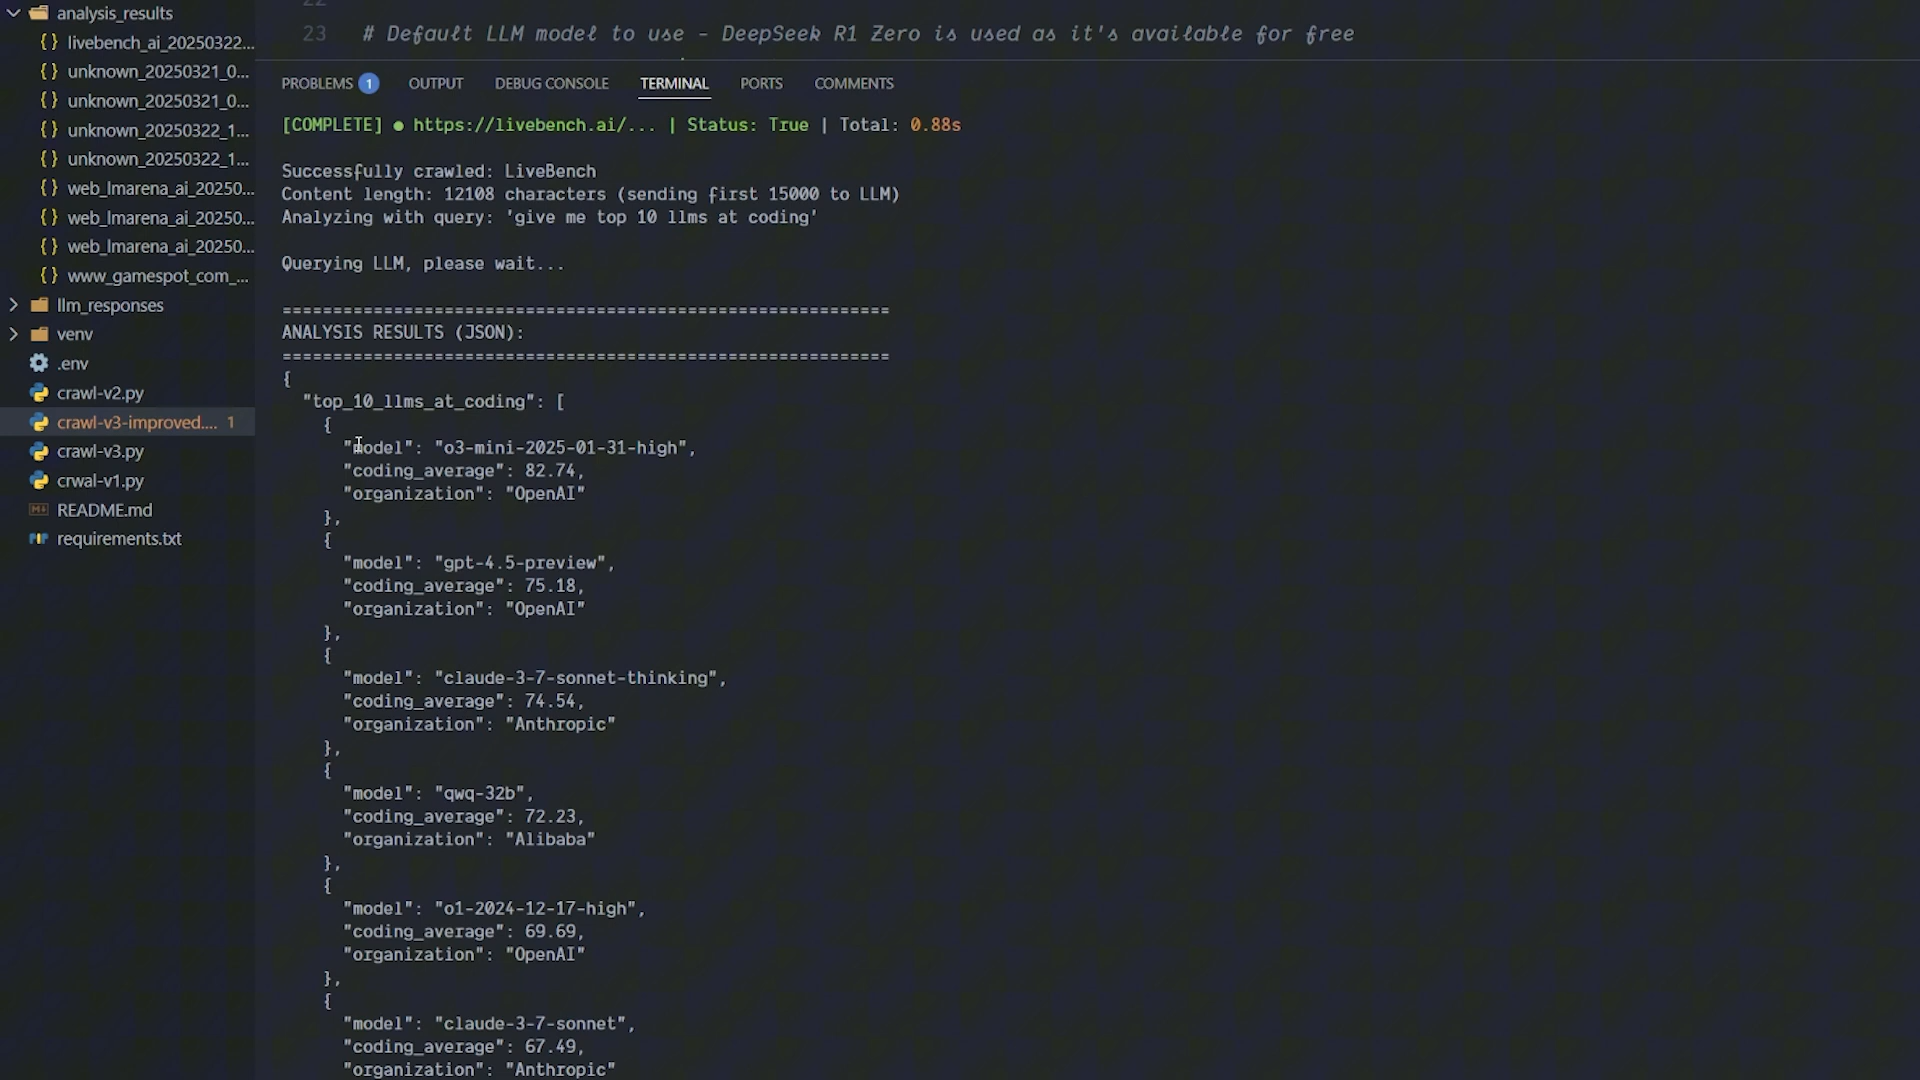 analysis_results
livebench_ai_20250322...
unknown_20250321_0...
unknown_20250321_0...
unknown_20250322_1...
unknown_20250322_1...
web_lmarena_ai_20250...
web_lmarena_ai_20250...
web_lmarena_ai_20250...
www_gamespot_com_...
llm_responses
venv
.env
crawl-v2.py
crawl-v3-improved.... 1
crawl-v3.py
crwal-v1.py
README.md
requirements.txt
23 # Default LLM model to use - DeepSeek R1 Zero is used as it's available for free
PROBLEMS 1 OUTPUT DEBUG CONSOLE TERMINAL PORTS COMMENTS
[COMPLETE] ● https://livebench.ai/... | Status: True | Total: 0.88s
Successfully crawled: LiveBench
Content length: 12108 characters (sending first 15000 to LLM)
Analyzing with query: 'give me top 10 llms at coding'
Querying LLM, please wait...
============================================================
ANALYSIS RESULTS (JSON):
============================================================
{
"top_10_llms_at_coding": [
{
"model": "o3-mini-2025-01-31-high",
"coding_average": 82.74,
"organization": "OpenAI"
},
{
"model": "gpt-4.5-preview",
"coding_average": 75.18,
"organization": "OpenAI"
},
{
"model": "claude-3-7-sonnet-thinking",
"coding_average": 74.54,
"organization": "Anthropic"
},
{
"model": "qwq-32b",
"coding_average": 72.23,
"organization": "Alibaba"
},
{
"model": "o1-2024-12-17-high",
"coding_average": 69.69,
"organization": "OpenAI"
},
{
"model": "claude-3-7-sonnet",
"coding_average": 67.49,
"organization": "Anthropic"